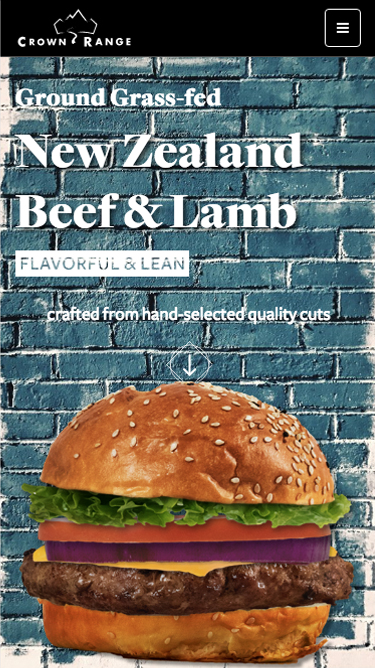 CROWN RANGE
Ground Grass-fed
New Zealand
Beef & Lamb
FLAVORFUL & LEAN
crafted from hand-selected quality cuts